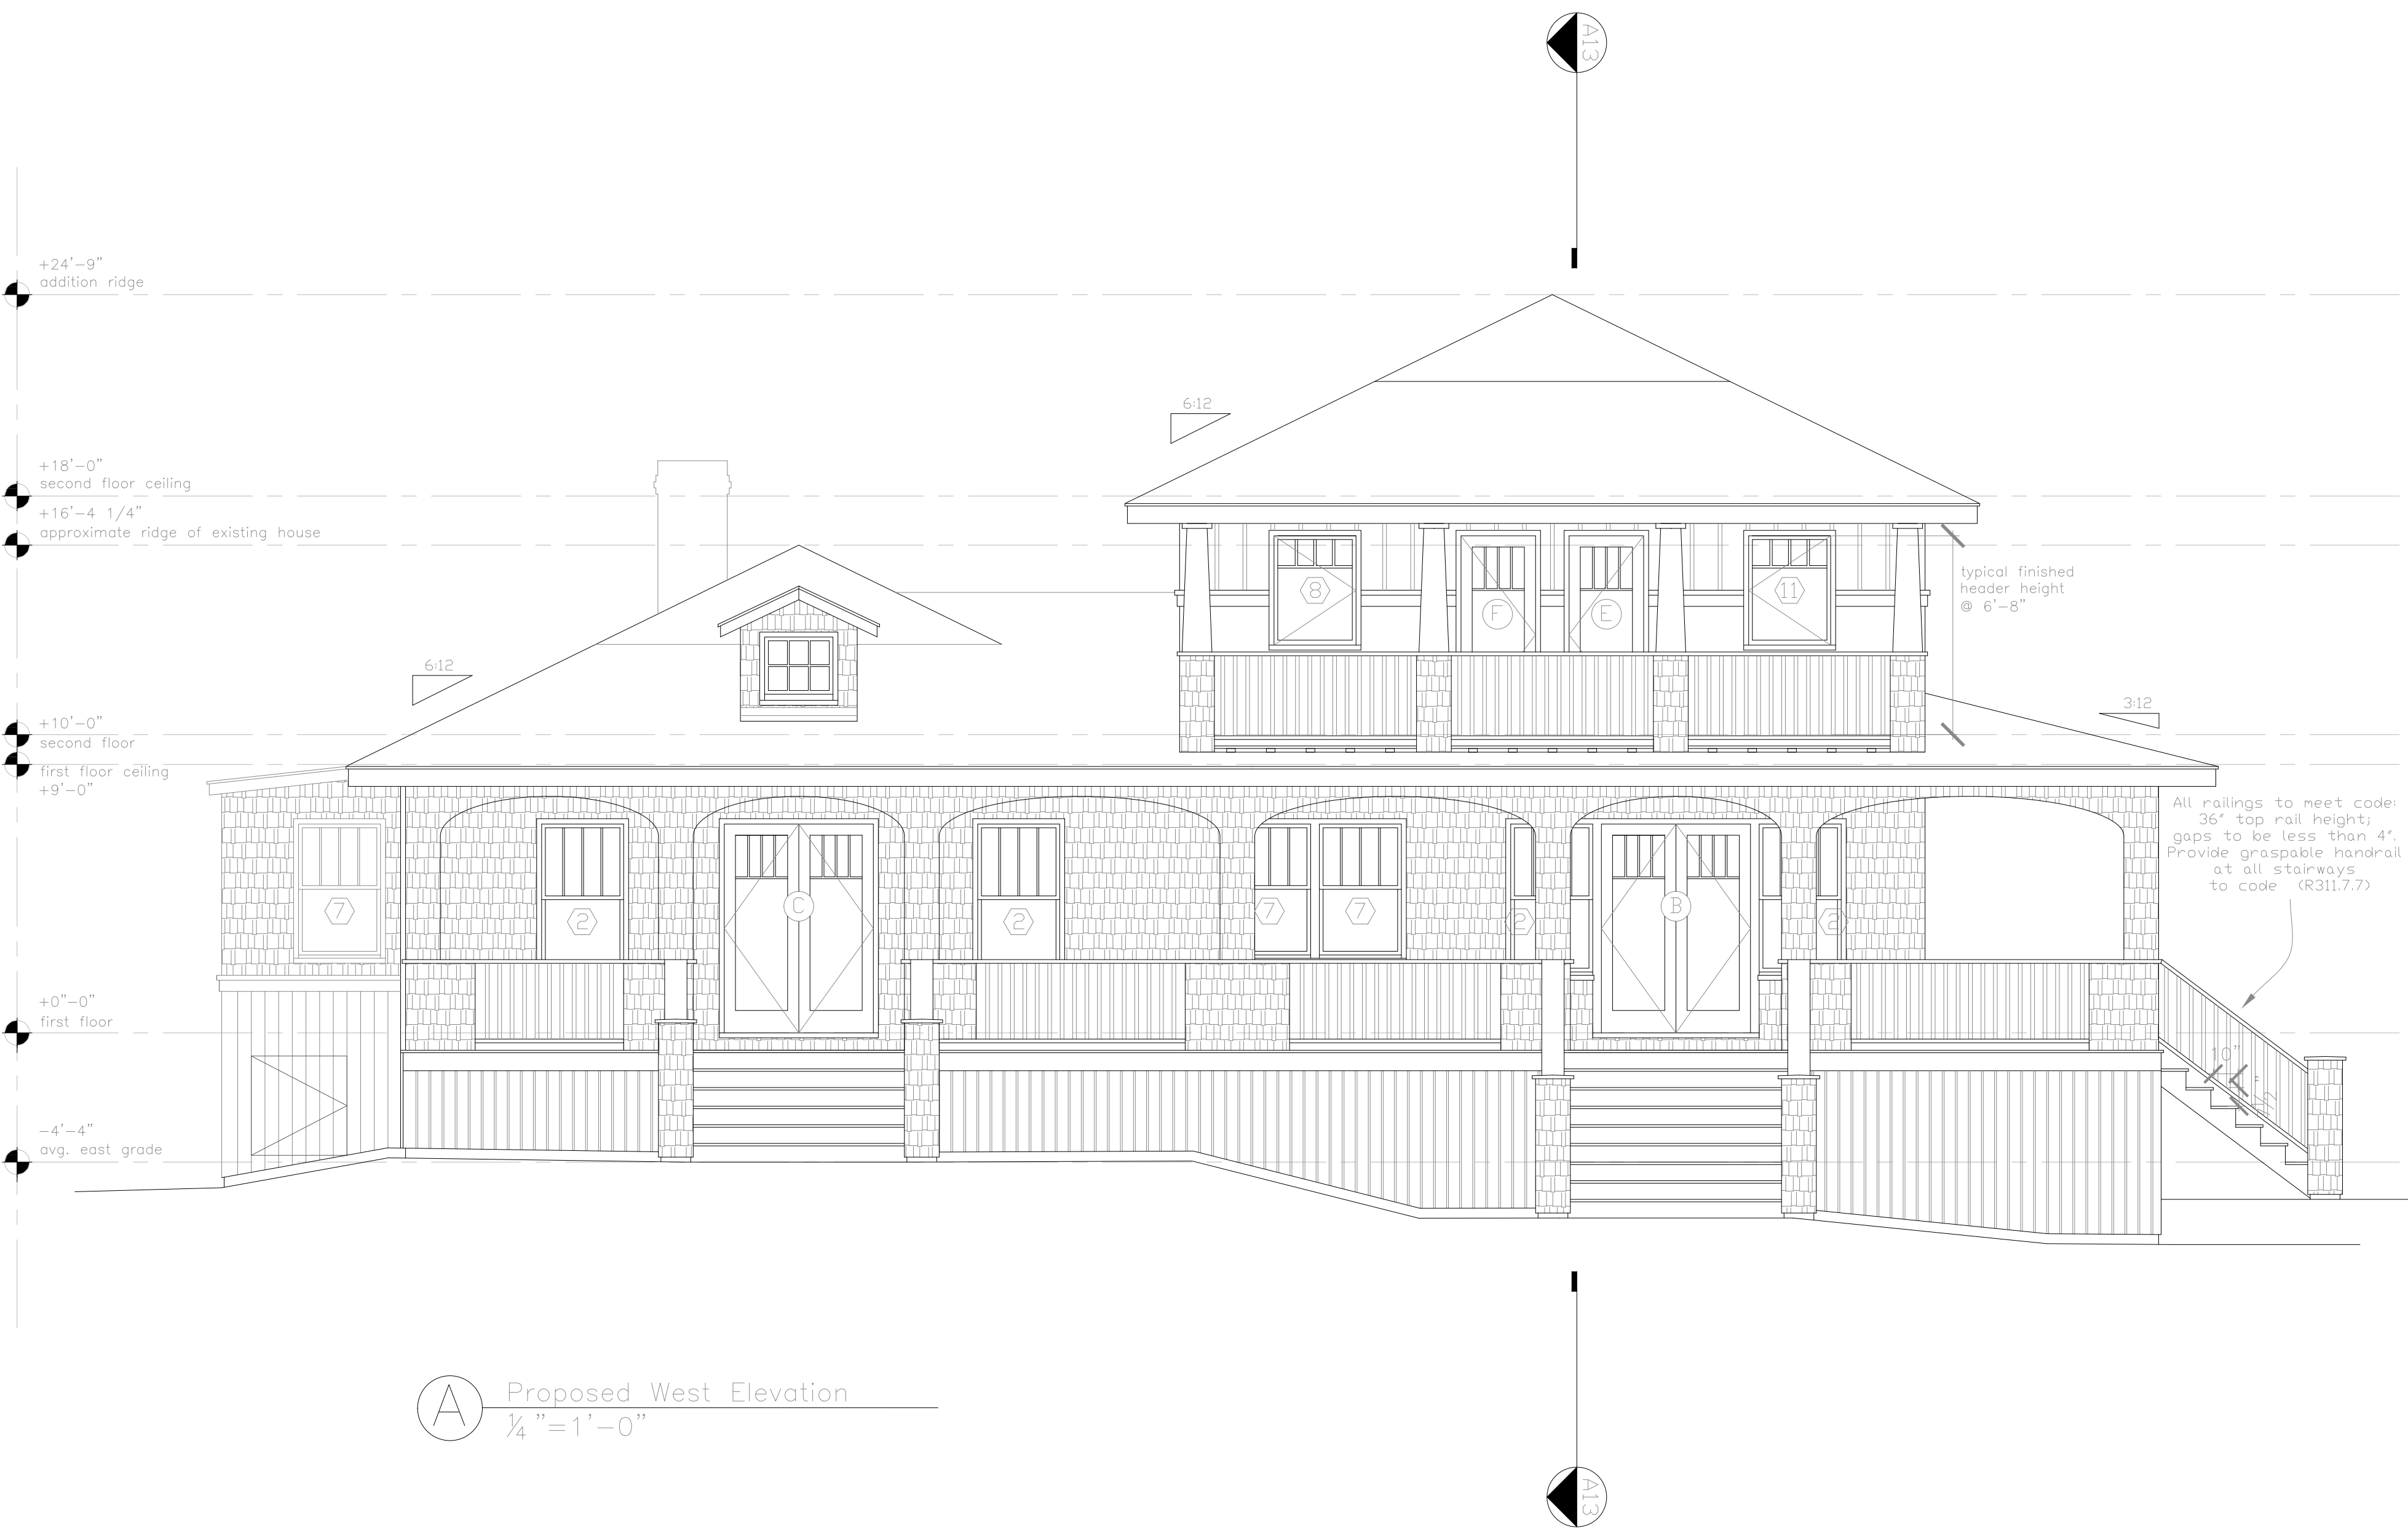 A13
+24'-9"
addition ridge
6:12
+18'-0"
second floor ceiling
+16'-4 1/4"
approximate ridge of existing house
8
F
E
11
typical finished
header height
@ 6'-8"
6:12
3:12
+10'-0"
second floor
first floor ceiling
+9'-0"
All railings to meet code:
36" top rail height;
gaps to be less than 4".
Provide graspable handrail
at all stairways
to code (R311.7.7)
7
2
C
2
7
7
2
B
2
+0"-0"
first floor
10"
-4'-4"
avg. east grade
A
Proposed West Elevation
1/4"=1'-0"
A13